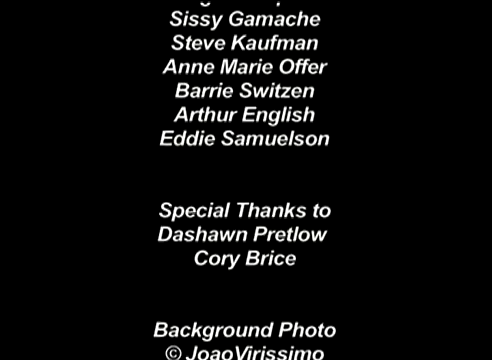 Sissy Gamache
Steve Kaufman
Anne Marie Offer
Barrie Switzen
Arthur English
Eddie Samuelson
Special Thanks to
Dashawn Pretlow
Cory Brice
Background Photo
© JoaoVirissimo